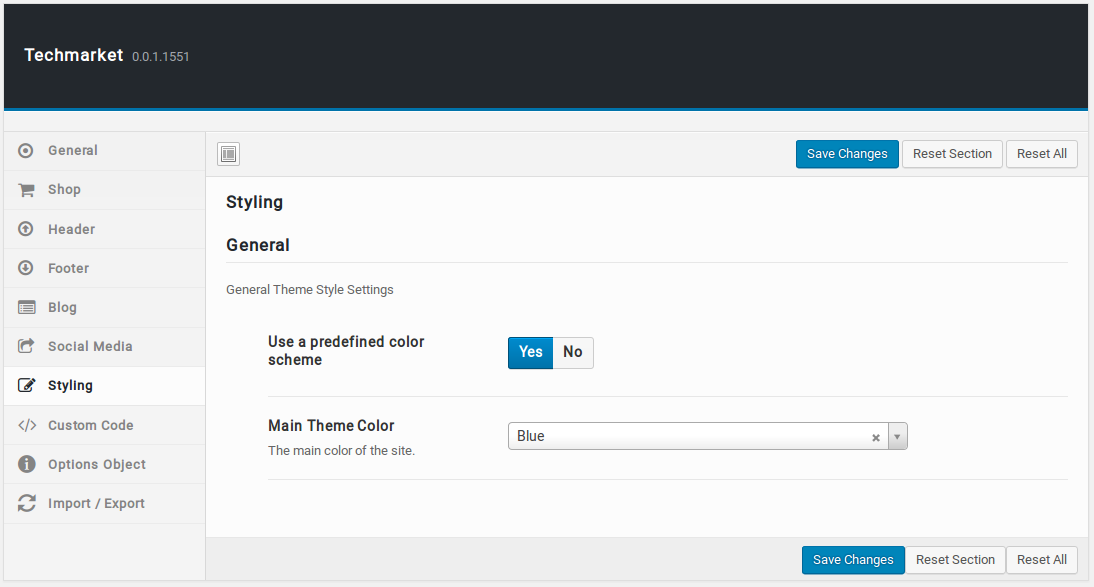 Techmarket 0.0.1.1551
General
Shop
Header
Footer
Blog
Social Media
Styling
Custom Code
Options Object
Import / Export
Save Changes Reset Section Reset All
Styling
General
General Theme Style Settings
Use a predefined color
scheme
Yes No
Main Theme Color
The main color of the site.
Blue
Save Changes Reset Section Reset All